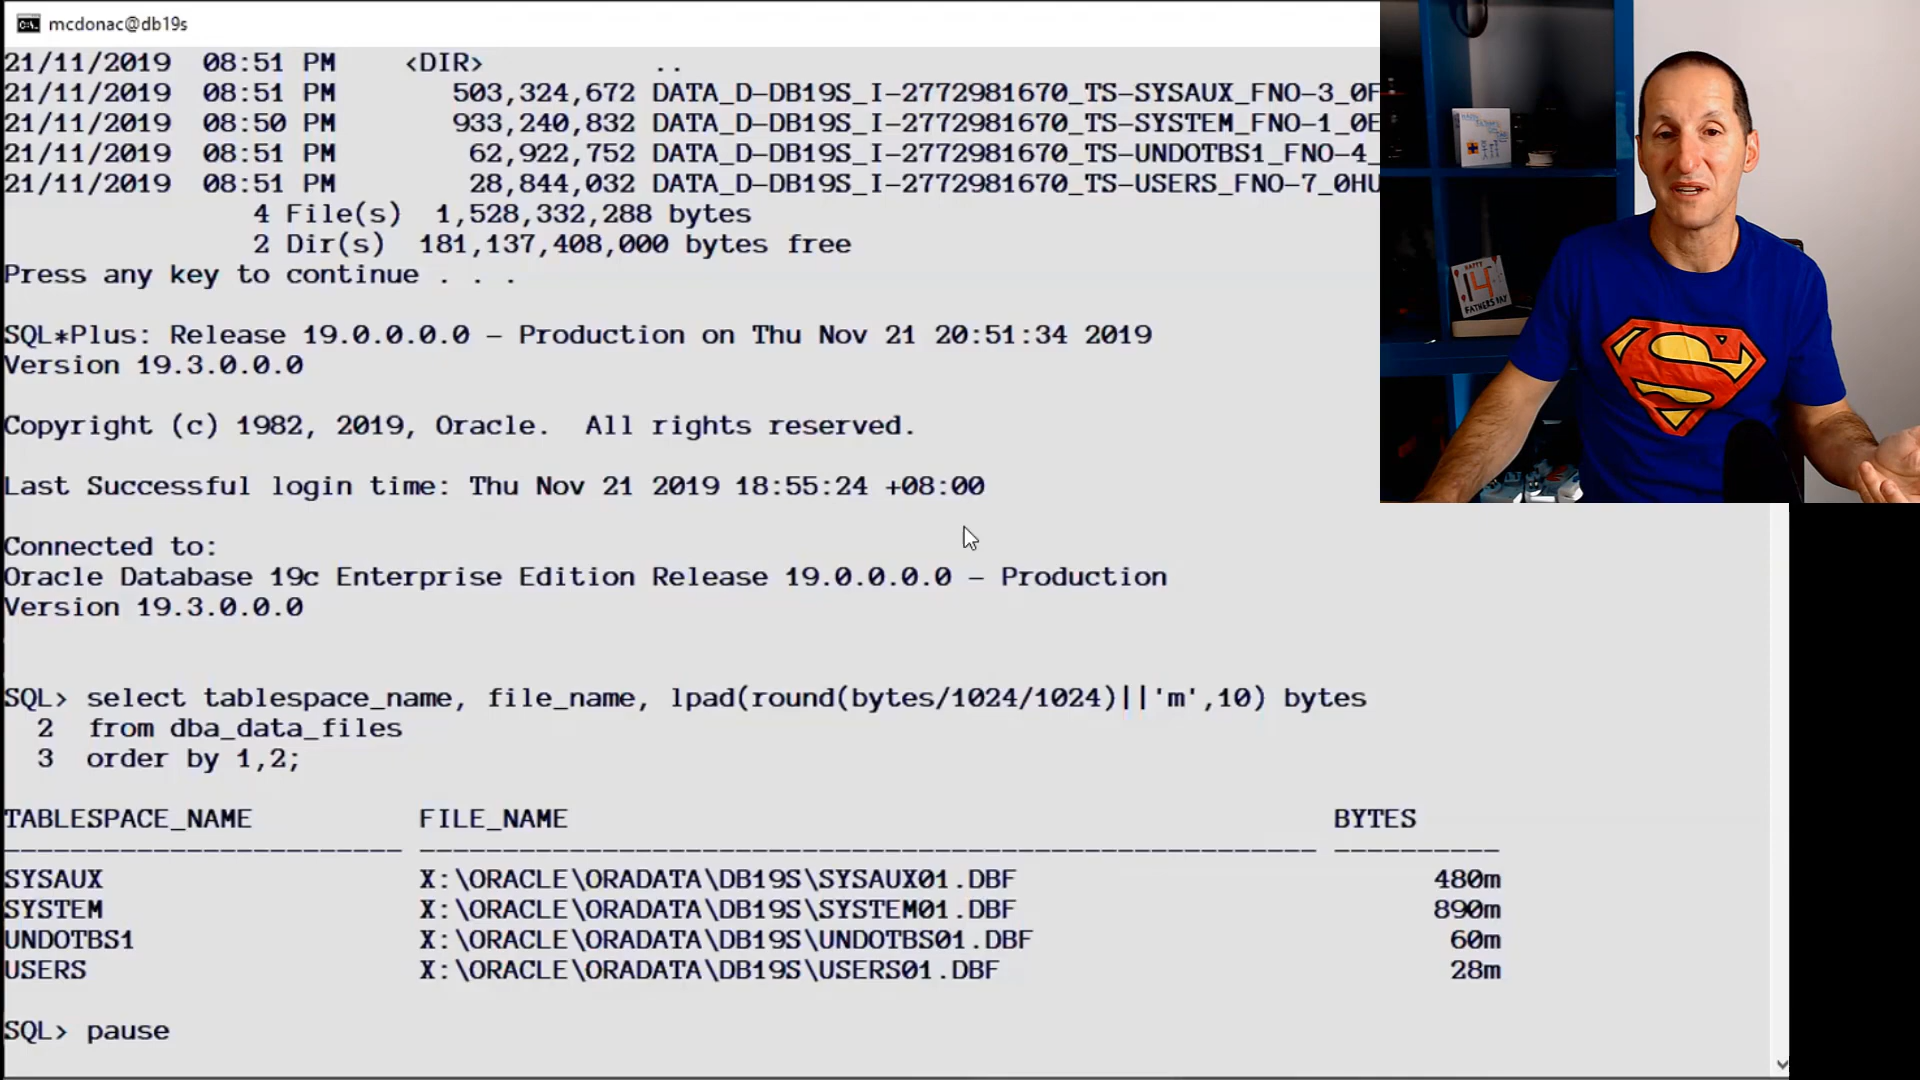 mcdonac@db19s
21/11/2019  08:51 PM    <DIR>          ..
21/11/2019  08:51 PM       503,324,672 DATA_D-DB19S_I-2772981670_TS-SYSAUX_FNO-3_0F
21/11/2019  08:50 PM       933,240,832 DATA_D-DB19S_I-2772981670_TS-SYSTEM_FNO-1_0E
21/11/2019  08:51 PM        62,922,752 DATA_D-DB19S_I-2772981670_TS-UNDOTBS1_FNO-4_
21/11/2019  08:51 PM        28,844,032 DATA_D-DB19S_I-2772981670_TS-USERS_FNO-7_0HU
4 File(s)  1,528,332,288 bytes
2 Dir(s)  181,137,408,000 bytes free
Press any key to continue . . .
SQL*Plus: Release 19.0.0.0.0 - Production on Thu Nov 21 20:51:34 2019
Version 19.3.0.0.0
Copyright (c) 1982, 2019, Oracle.  All rights reserved.
Last Successful login time: Thu Nov 21 2019 18:55:24 +08:00
Connected to:
Oracle Database 19c Enterprise Edition Release 19.0.0.0.0 - Production
Version 19.3.0.0.0
SQL> select tablespace_name, file_name, lpad(round(bytes/1024/1024)||'m',10) bytes
2  from dba_data_files
3  order by 1,2;
TABLESPACE_NAME          FILE_NAME                                              BYTES
SYSAUX                   X:\ORACLE\ORADATA\DB19S\SYSAUX01.DBF                         480m
SYSTEM                   X:\ORACLE\ORADATA\DB19S\SYSTEM01.DBF                         890m
UNDOTBS1                 X:\ORACLE\ORADATA\DB19S\UNDOTBS01.DBF                         60m
USERS                    X:\ORACLE\ORADATA\DB19S\USERS01.DBF                           28m
SQL> pause
HAPPY
14
FATHERS DAY
S